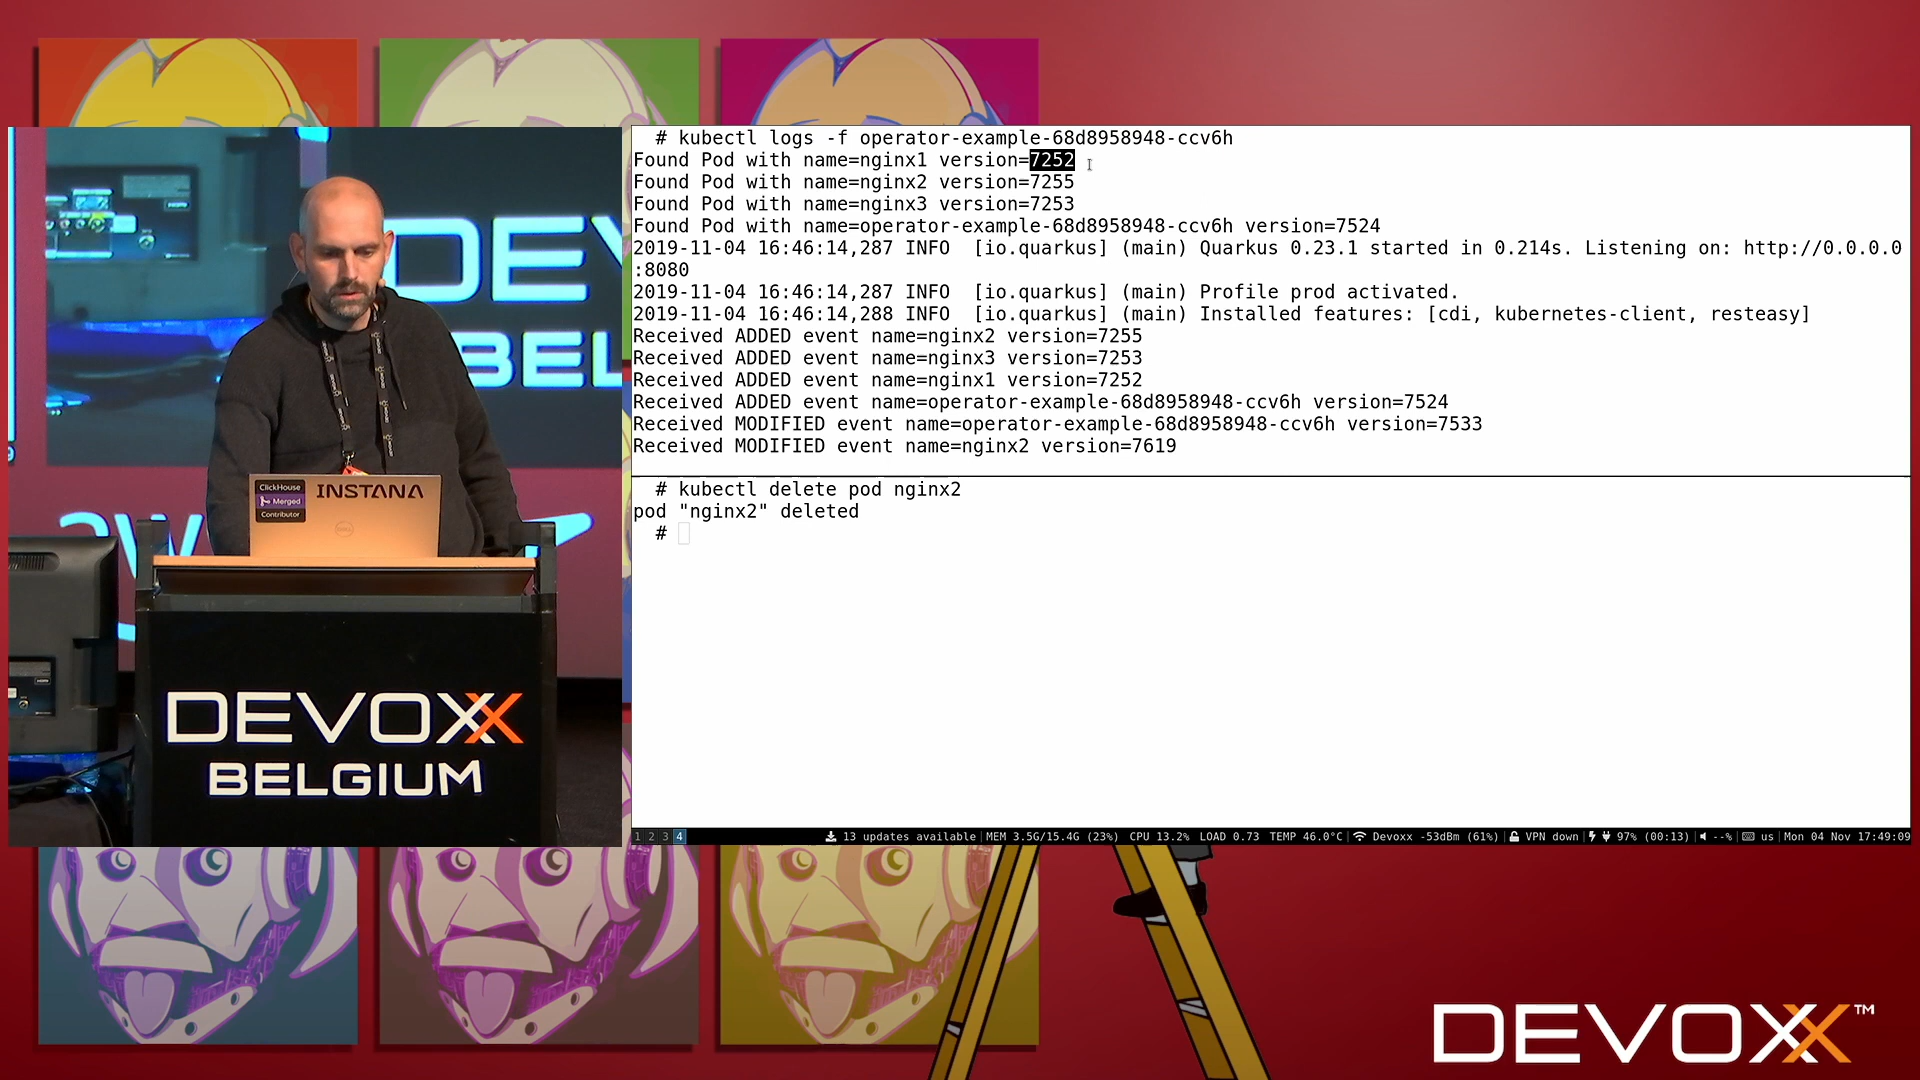 DEV
BEL
aw
ClickHouse
Merged
Contributor
INSTANA
DEVOXX
BELGIUM
# kubectl logs -f operator-example-68d8958948-ccv6h
Found Pod with name=nginx1 version=7252
Found Pod with name=nginx2 version=7255
Found Pod with name=nginx3 version=7253
Found Pod with name=operator-example-68d8958948-ccv6h version=7524
2019-11-04 16:46:14,287 INFO  [io.quarkus] (main) Quarkus 0.23.1 started in 0.214s. Listening on: http://0.0.0.0
:8080
2019-11-04 16:46:14,287 INFO  [io.quarkus] (main) Profile prod activated.
2019-11-04 16:46:14,288 INFO  [io.quarkus] (main) Installed features: [cdi, kubernetes-client, resteasy]
Received ADDED event name=nginx2 version=7255
Received ADDED event name=nginx3 version=7253
Received ADDED event name=nginx1 version=7252
Received ADDED event name=operator-example-68d8958948-ccv6h version=7524
Received MODIFIED event name=operator-example-68d8958948-ccv6h version=7533
Received MODIFIED event name=nginx2 version=7619
# kubectl delete pod nginx2
pod "nginx2" deleted
#
1 2 3 4 13 updates available | MEM 3.5G/15.4G (23%) CPU 13.2% LOAD 0.73 TEMP 46.0°C | Devoxx -53dBm (61%) | VPN down | 97% (00:13) | --% | us | Mon 04 Nov 17:49:09
DEVOXX™